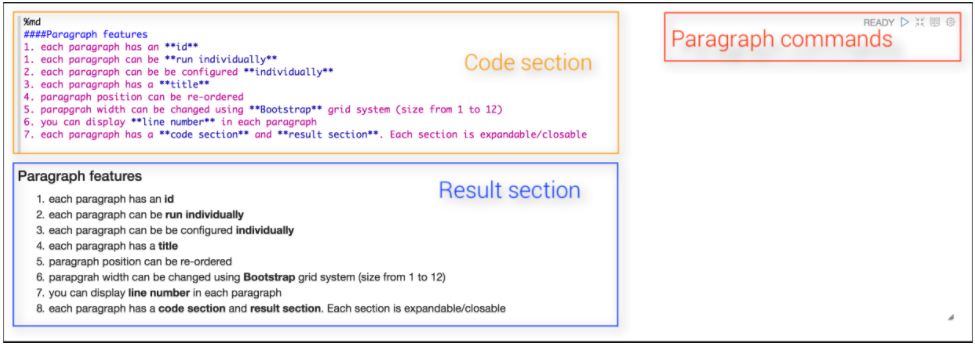 %md
####Paragraph features
1. each paragraph has an **id**
1. each paragraph can be **run individually**
2. each paragraph can be be configured **individually**
3. each paragraph has a **title**
4. paragraph position can be re-ordered
5. parapgrah width can be changed using **Bootstrap** grid system (size from 1 to 12)
6. you can display **line number** in each paragraph
7. each paragraph has a **code section** and **result section**. Each section is expandable/closable
Code section
READY
Paragraph commands
Paragraph features
Result section
1. each paragraph has an id
2. each paragraph can be run individually
3. each paragraph can be be configured individually
4. each paragraph has a title
5. paragraph position can be re-ordered
6. parapgrah width can be changed using Bootstrap grid system (size from 1 to 12)
7. you can display line number in each paragraph
8. each paragraph has a code section and result section. Each section is expandable/closable